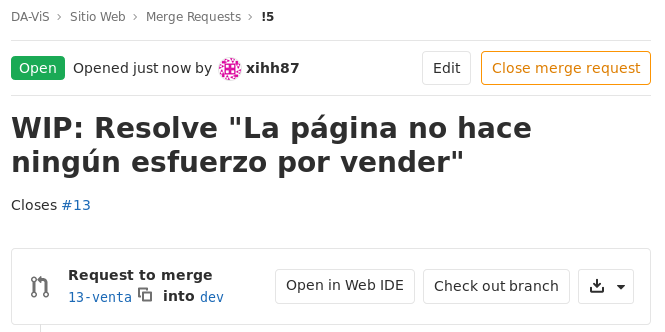 DA-ViS > Sitio Web > Merge Requests > !5
Open Opened just now by xihh87 Edit Close merge request
WIP: Resolve "La página no hace
ningún esfuerzo por vender"
Closes #13
Request to merge
13-venta into dev
Open in Web IDE Check out branch